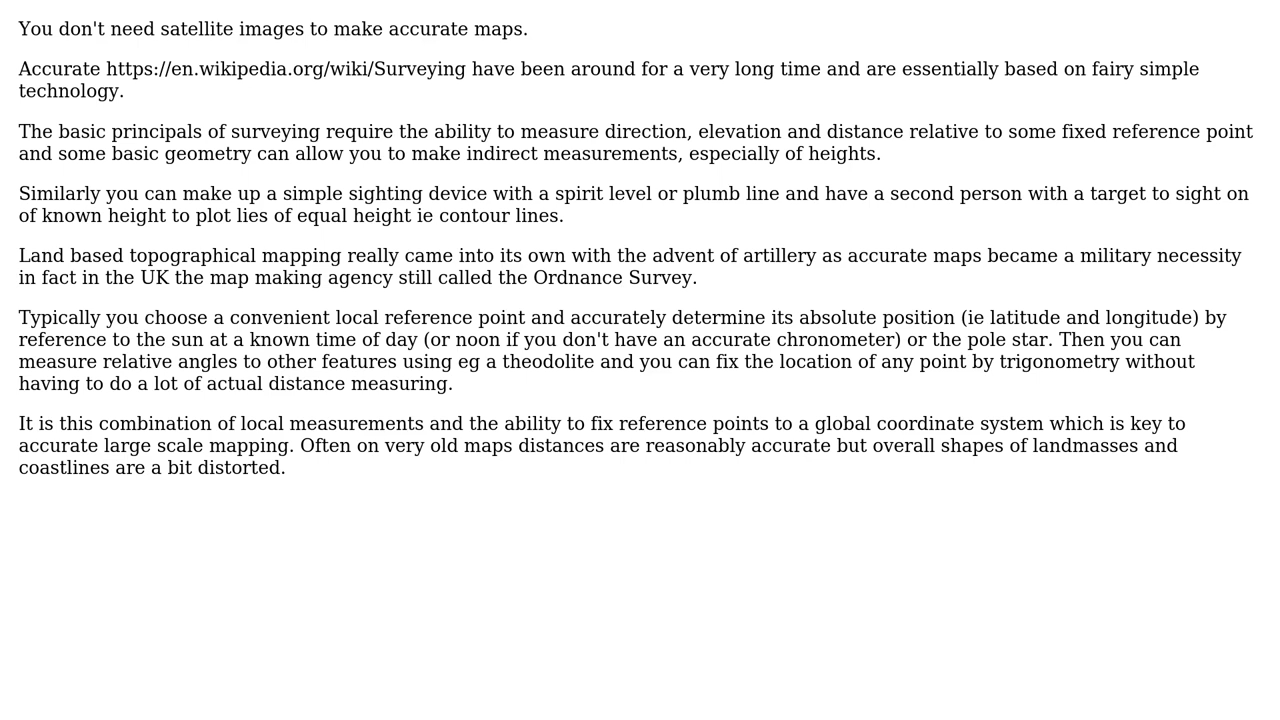 You don't need satellite images to make accurate maps.
Accurate https://en.wikipedia.org/wiki/Surveying have been around for a very long time and are essentially based on fairy simple
technology.
The basic principals of surveying require the ability to measure direction, elevation and distance relative to some fixed reference point
and some basic geometry can allow you to make indirect measurements, especially of heights.
Similarly you can make up a simple sighting device with a spirit level or plumb line and have a second person with a target to sight on
of known height to plot lies of equal height ie contour lines.
Land based topographical mapping really came into its own with the advent of artillery as accurate maps became a military necessity
in fact in the UK the map making agency still called the Ordnance Survey.
Typically you choose a convenient local reference point and accurately determine its absolute position (ie latitude and longitude) by
reference to the sun at a known time of day (or noon if you don't have an accurate chronometer) or the pole star. Then you can
measure relative angles to other features using eg a theodolite and you can fix the location of any point by trigonometry without
having to do a lot of actual distance measuring.
It is this combination of local measurements and the ability to fix reference points to a global coordinate system which is key to
accurate large scale mapping. Often on very old maps distances are reasonably accurate but overall shapes of landmasses and
coastlines are a bit distorted.